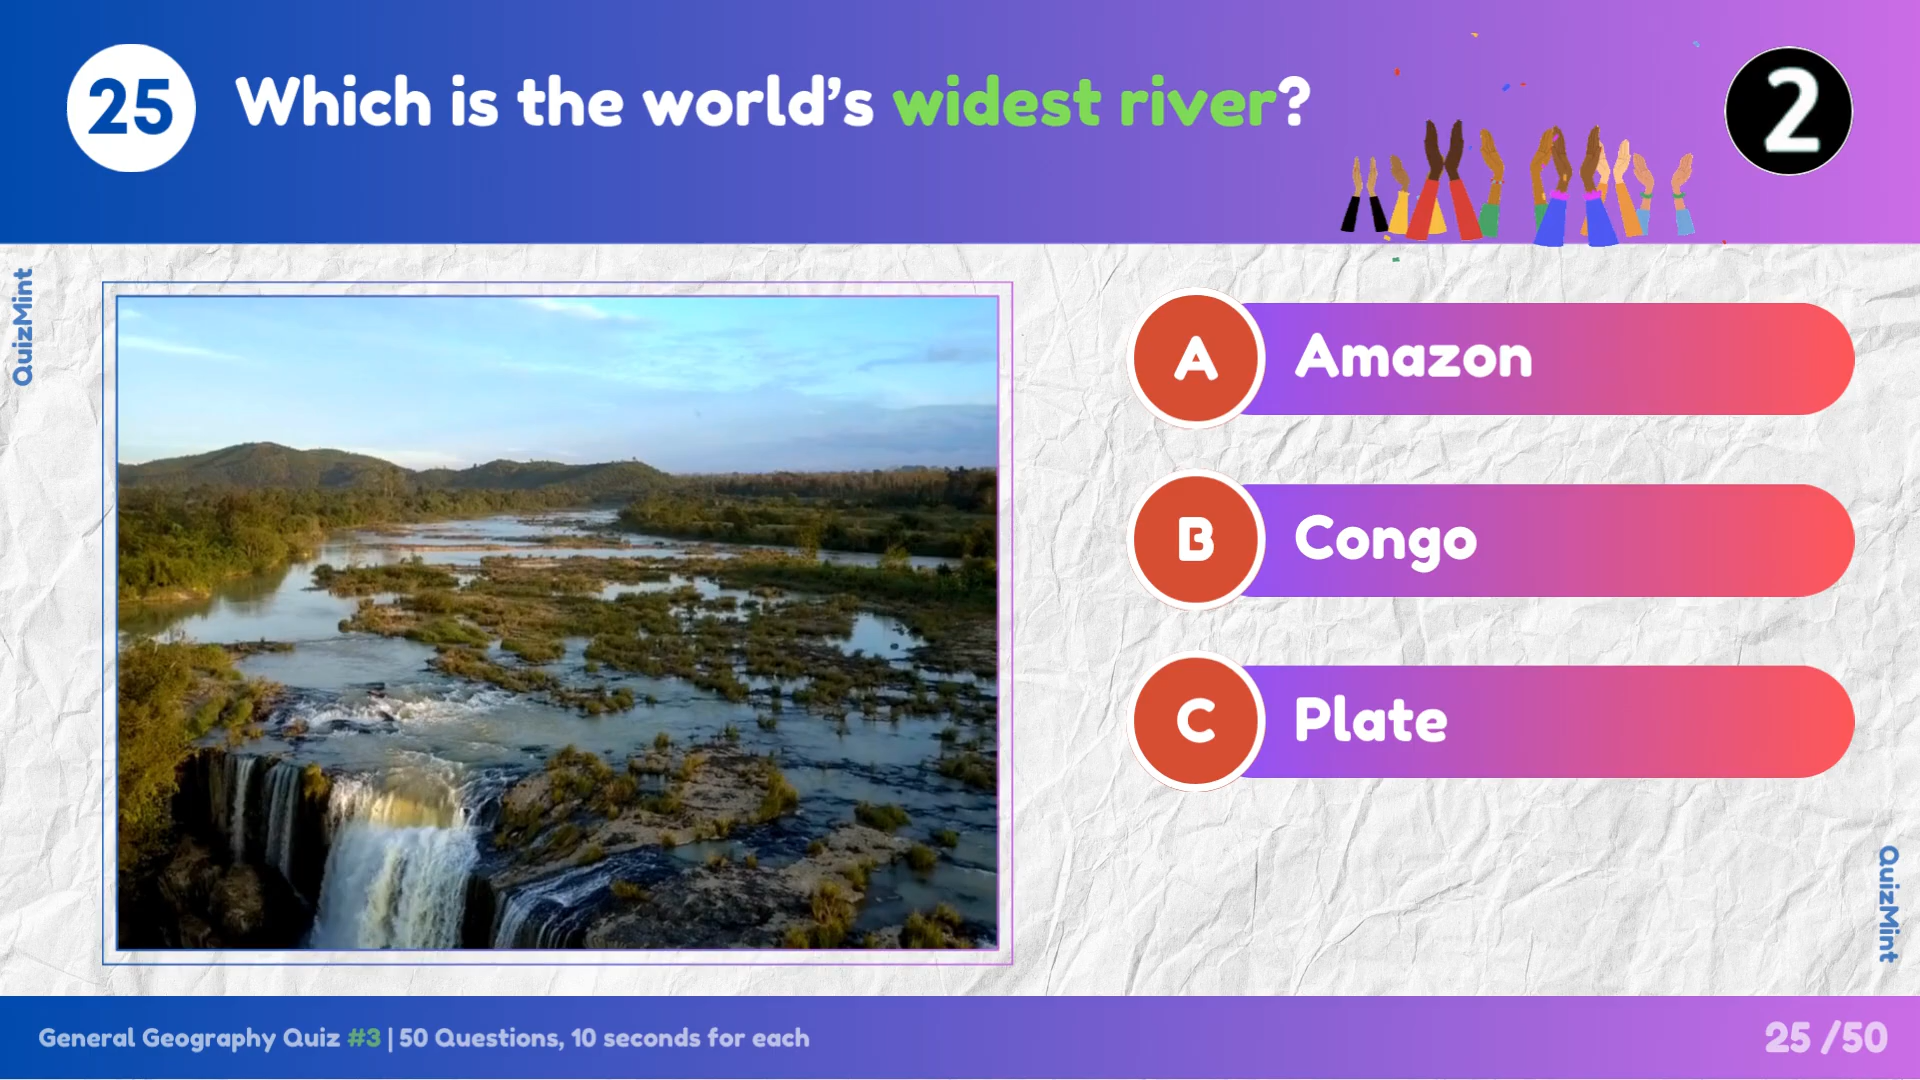 25
Which is the world’s widest river?
2
QuizMint
A Amazon
B Congo
C Plate
QuizMint
General Geography Quiz #3 | 50 Questions, 10 seconds for each
25 /50